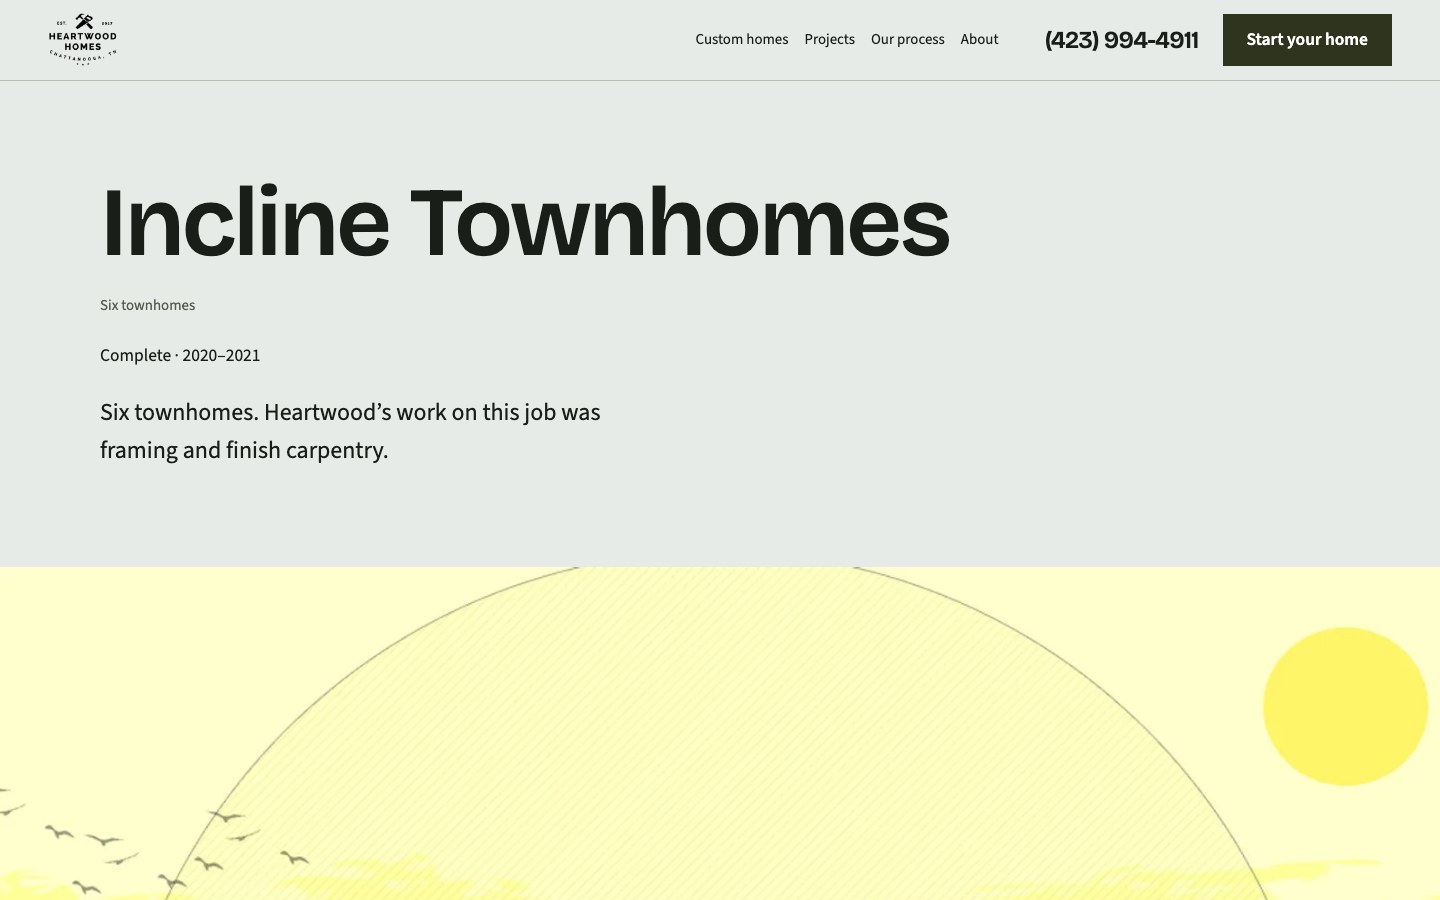 EST. 2017
HEARTWOOD
HOMES
CHATTANOOGA, TN
Custom homes
Projects
Our process
About
(423) 994-4911
Start your home
Incline Townhomes
Six townhomes
Complete · 2020–2021
Six townhomes. Heartwood’s work on this job was
framing and finish carpentry.